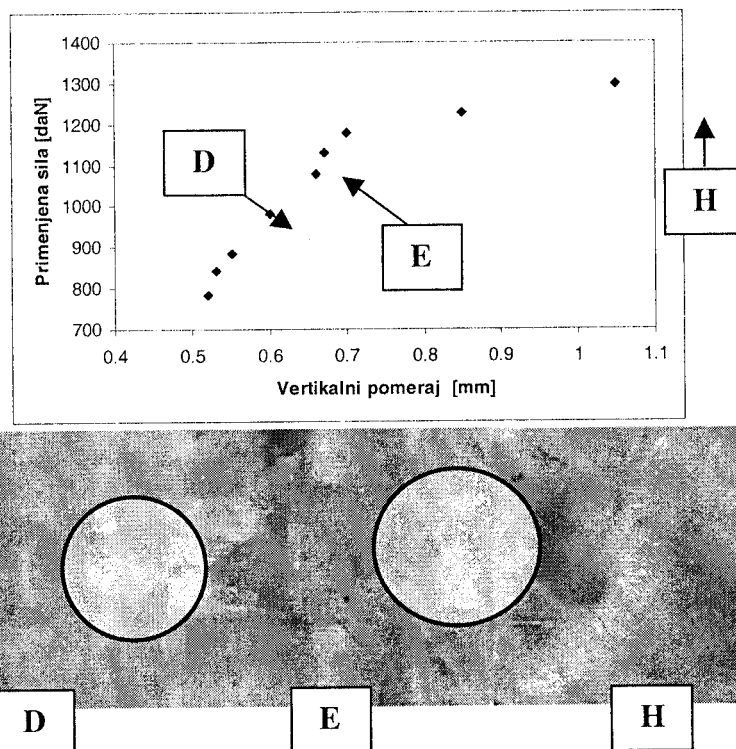 1400
1300
1200
1100
1000
900
800
700
Primenjena sila [daN]
D
E
H
0.4 0.5 0.6 0.7 0.8 0.9 1 1.1
Vertikalni pomeraj [mm]
D E H